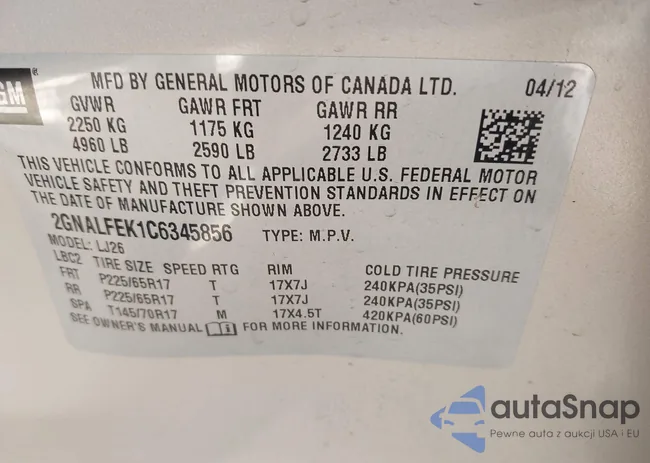 GM
MFD BY GENERAL MOTORS OF CANADA LTD. 04/12
GVWR GAWR FRT GAWR RR
2250 KG 1175 KG 1240 KG
4960 LB 2590 LB 2733 LB
THIS VEHICLE CONFORMS TO ALL APPLICABLE U.S. FEDERAL MOTOR
VEHICLE SAFETY AND THEFT PREVENTION STANDARDS IN EFFECT ON
THE DATE OF MANUFACTURE SHOWN ABOVE.
2GNALFEK1C6345856 TYPE: M.P.V.
MODEL: LJ26
LBC2 TIRE SIZE SPEED RTG RIM COLD TIRE PRESSURE
FRT P225/65R17 T 17X7J 240KPA(35PSI)
RR P225/65R17 T 17X7J 240KPA(35PSI)
SPA T145/70R17 M 17X4.5T 420KPA(60PSI)
SEE OWNER'S MANUAL FOR MORE INFORMATION.
autaSnap
Pewne auta z aukcji USA i EU